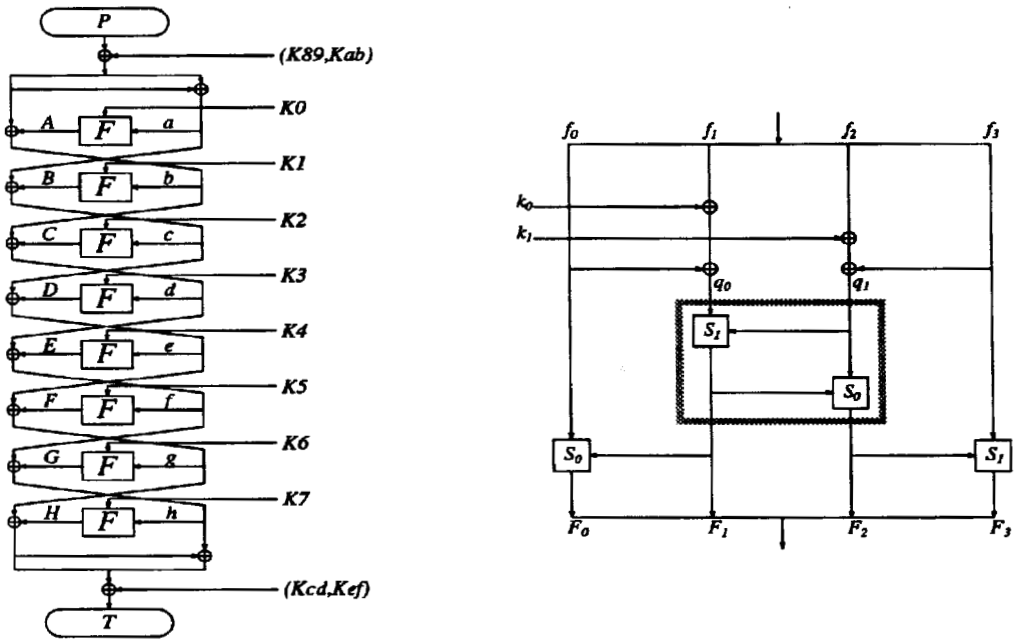 P
(K89,Kab)
K0
A F a
K1
B F b
K2
C F c
K3
D F d
K4
E F e
K5
F F f
K6
G F g
K7
H F h
(Kcd,Kef)
T
f0 f1 f2 f3
k0
k1
q0 q1
S1
S0
S0 S1
F0 F1 F2 F3